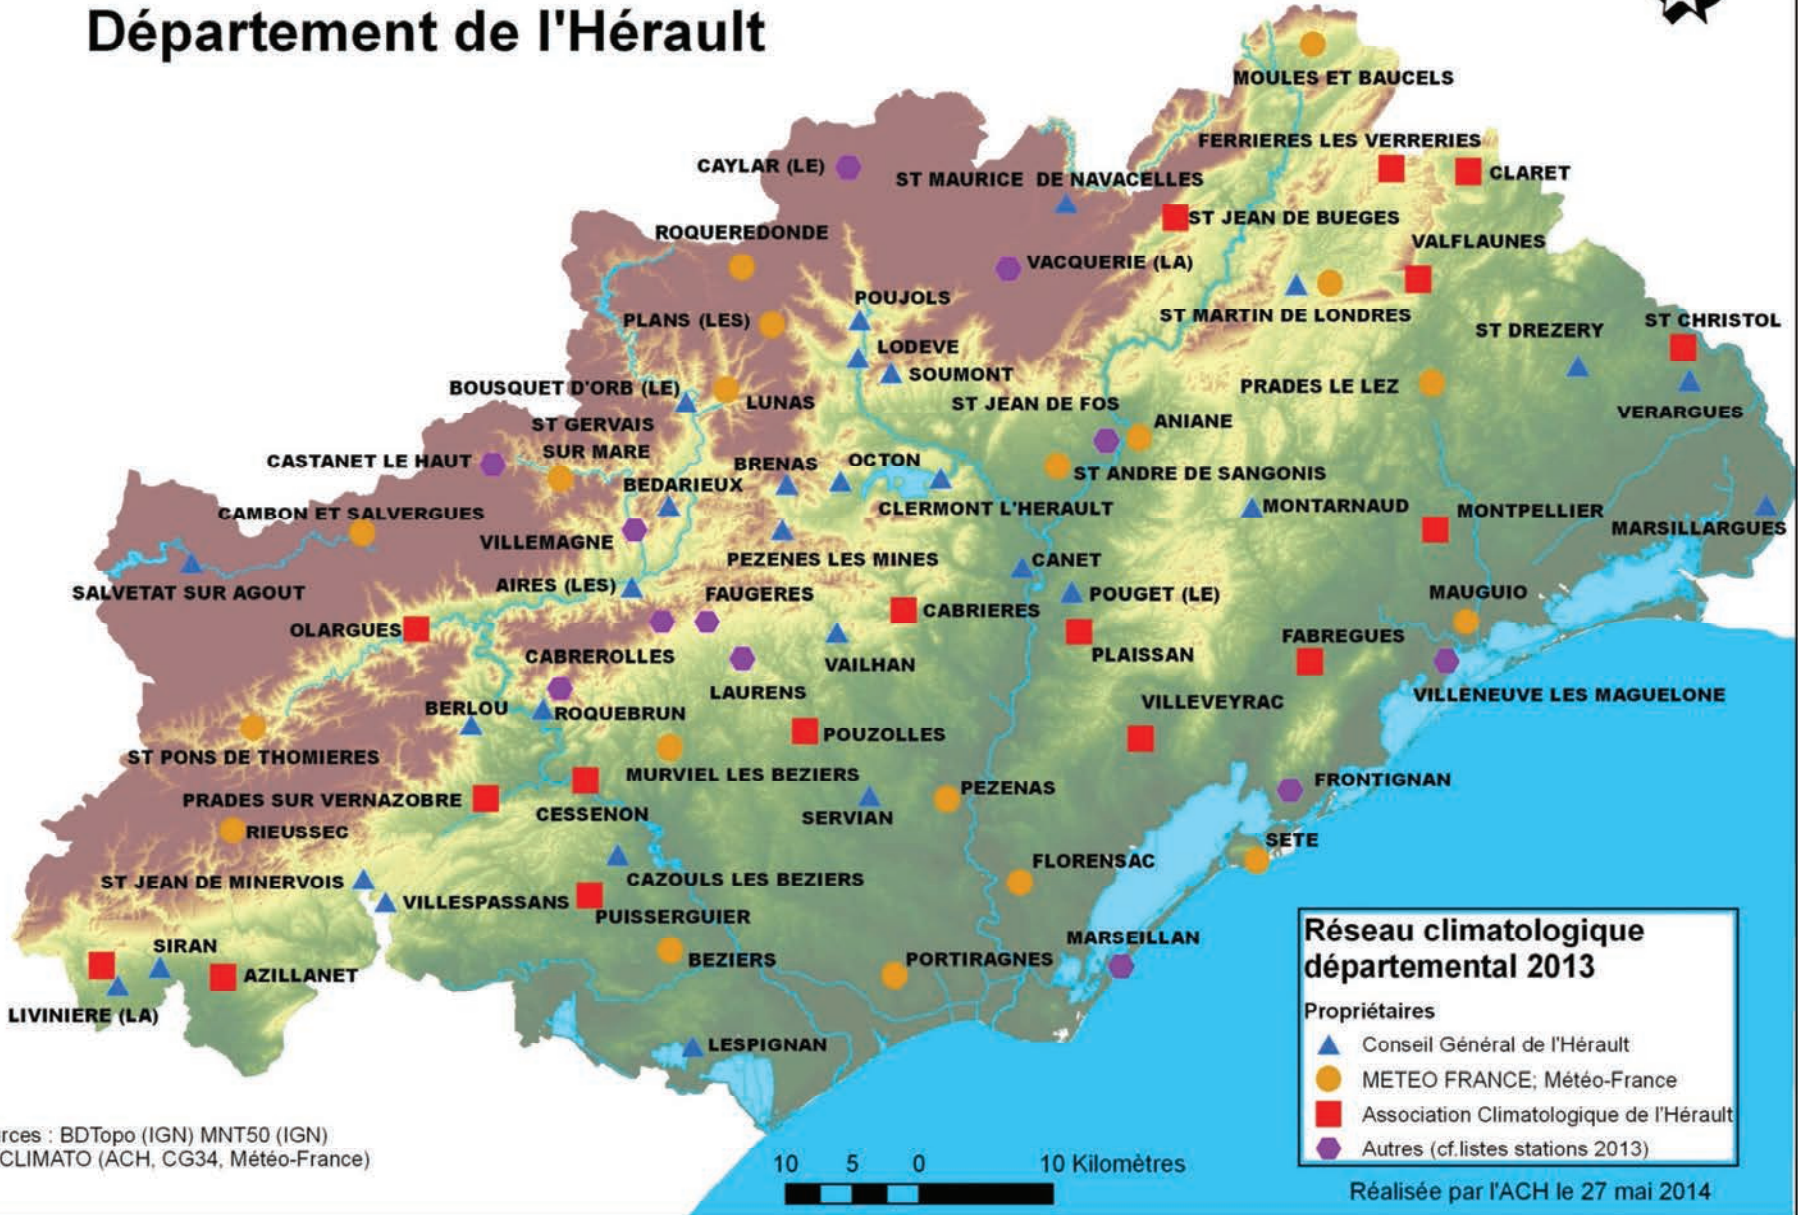 Département de l'Hérault
MOULES ET BAUCELS
FERRIERES LES VERRERIES
CAYLAR (LE)
CLARET
ST MAURICE DE NAVACELLES
ST JEAN DE BUEGES
ROQUEREDONDE
VALFLAUNES
VACQUERIE (LA)
POUJOLS
ST MARTIN DE LONDRES
PLANS (LES)
ST CHRISTOL
ST DREZERY
LODEVE
SOUMONT
BOUSQUET D'ORB (LE)
PRADES LE LEZ
LUNAS
ST JEAN DE FOS
VERARGUES
ANIANE
ST GERVAIS
SUR MARE
CASTANET LE HAUT
BRENAS
OCTON
ST ANDRE DE SANGONIS
BEDARIEUX
CLERMONT L'HERAULT
MONTARNAUD
MONTPELLIER
CAMBON ET SALVERGUES
MARSILLARGUES
VILLEMAGNE
PEZENES LES MINES
CANET
AIRES (LES)
SALVETAT SUR AGOUT
FAUGERES
POUGET (LE)
MAUGUIO
CABRIERES
OLARGUES
FABREGUES
CABREROLLES
VAILHAN
PLAISSAN
LAURENS
VILLENEUVE LES MAGUELONE
VILLEVEYRAC
BERLOU
ROQUEBRUN
POUZOLLES
ST PONS DE THOMIERES
MURVIEL LES BEZIERS
FRONTIGNAN
PEZENAS
PRADES SUR VERNAZOBRE
CESSENON
SERVIAN
RIEUSSEC
SETE
FLORENSAC
ST JEAN DE MINERVOIS
CAZOULS LES BEZIERS
VILLESPASSANS
PUISSERGUIER
MARSEILLAN
SIRAN
BEZIERS
PORTIRAGNES
AZILLANET
LIVINIERE (LA)
LESPIGNAN
Réseau climatologique
départemental 2013
Propriétaires
Conseil Général de l'Hérault
METEO FRANCE; Météo-France
Association Climatologique de l'Hérault
Autres (cf.listes stations 2013)
rces : BDTopo (IGN) MNT50 (IGN)
CLIMATO (ACH, CG34, Météo-France)
10 5 0 10 Kilomètres
Réalisée par l'ACH le 27 mai 2014